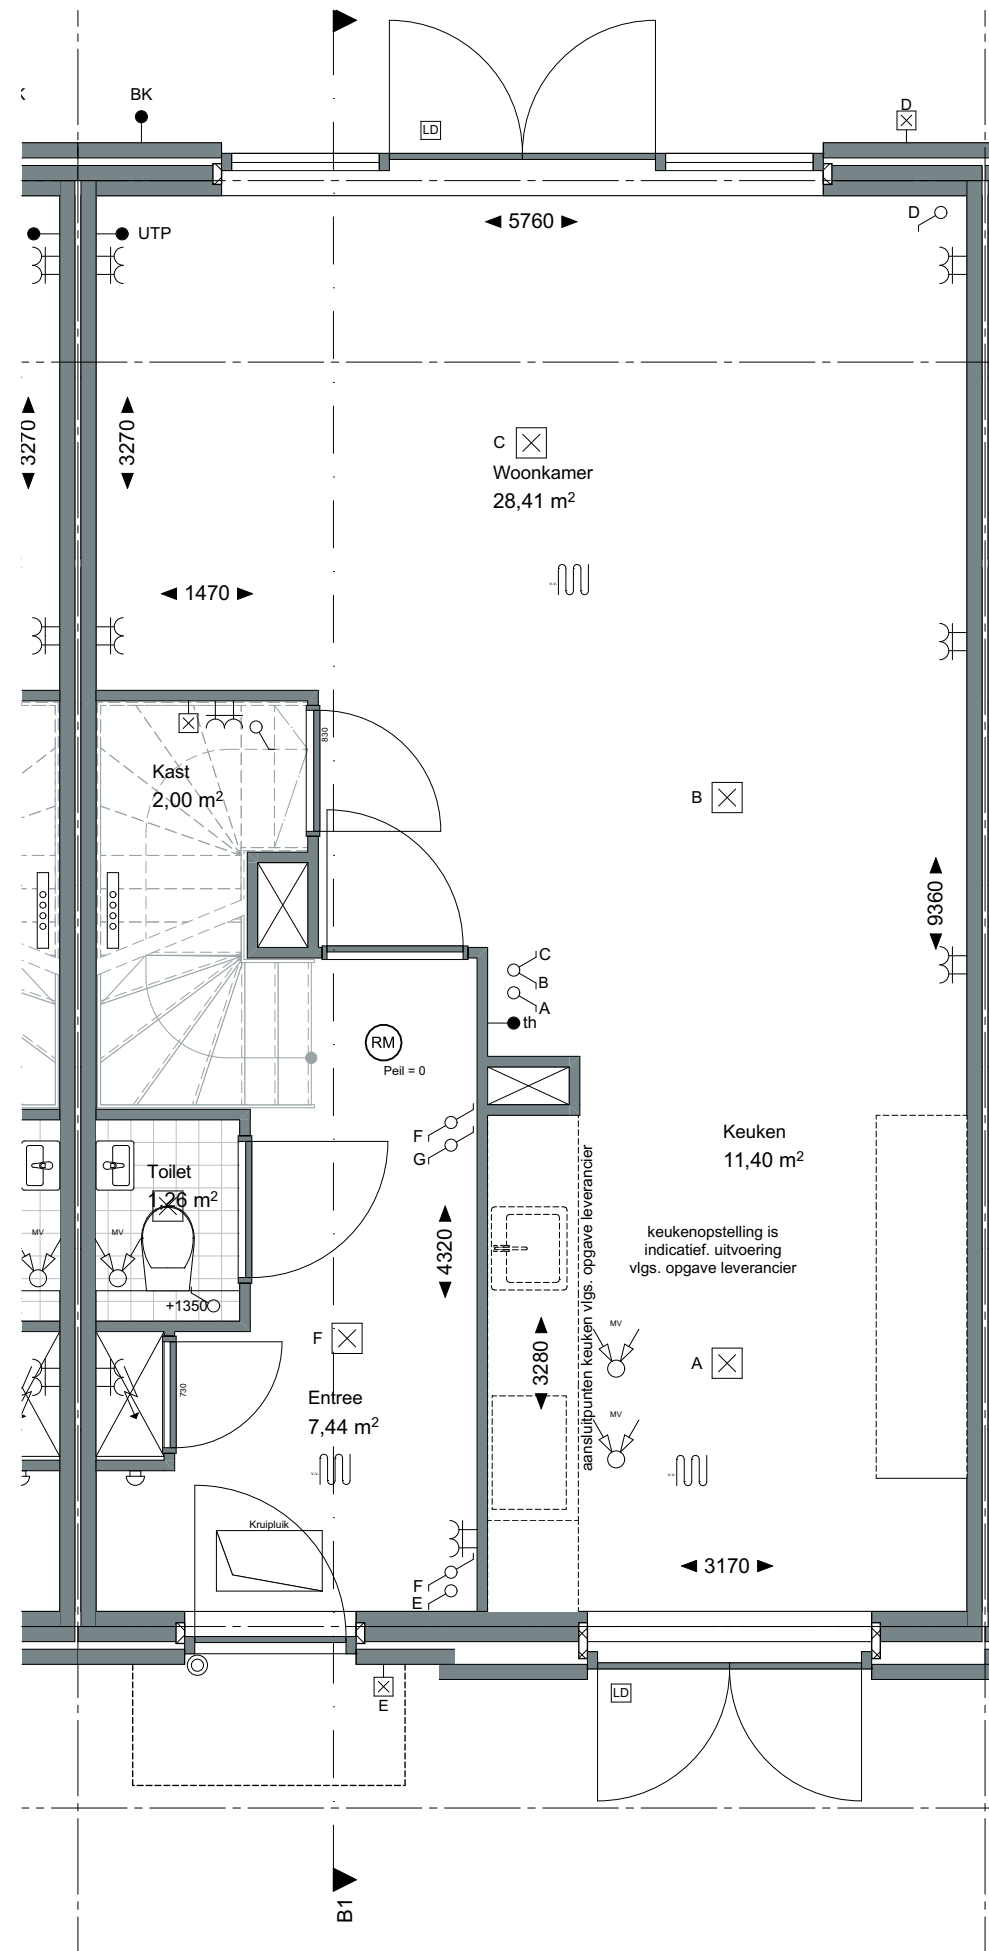 BK
D
LD
5760
D
UTP
3270
3270
C
Woonkamer
28,41 m²
1470
830
Kast
2,00 m²
B
9360
C
B
A
th
RM
Peil = 0
F
G
Keuken
11,40 m²
Toilet
1,26 m²
MV
MV
+1350
4320
3280
aansluitpunten keuken vlgs. opgave leverancier
keukenopstelling is
indicatief. uitvoering
vlgs. opgave leverancier
MV
F
A
730
Entree
7,44 m²
MV
Kruipluik
F
E
3170
E
LD
B1